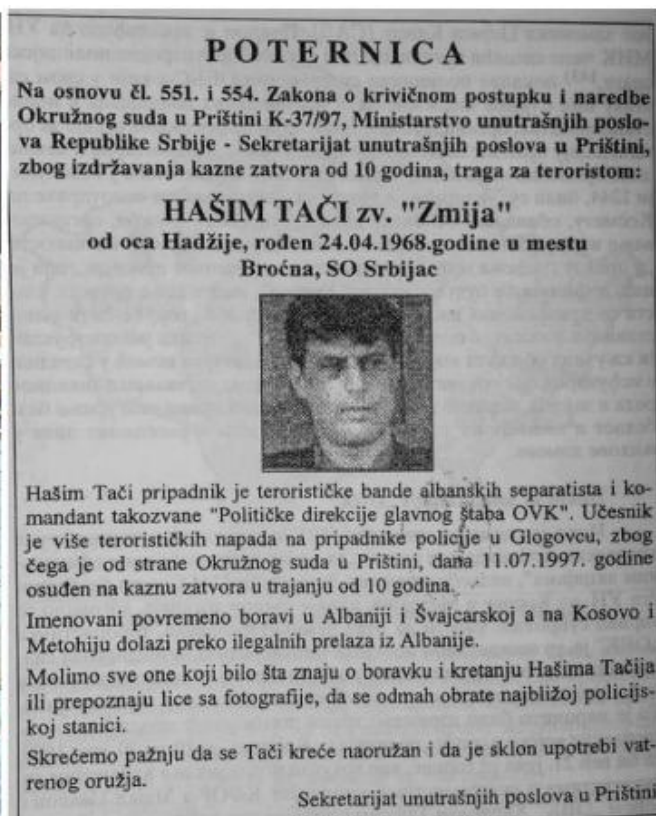 POTERNICA
Na osnovu čl. 551. i 554. Zakona o krivičnom postupku i naredbe
Okružnog suda u Prištini K-37/97, Ministarstvo unutrašnjih poslo-
va Republike Srbije - Sekretarijat unutrašnjih poslova u Prištini,
zbog izdržavanja kazne zatvora od 10 godina, traga za teroristom:
HAŠIM TAČI zv. "Zmija"
od oca Hadžije, rođen 24.04.1968.godine u mestu
Broćna, SO Srbijac
Hašim Tači pripadnik je terorističke bande albanskih separatista i ko-
mandant takozvane "Političke direkcije glavnog štaba OVK". Učesnik
je više terorističkih napada na pripadnike policije u Glogovcu, zbog
čega je od strane Okružnog suda u Prištini, dana 11.07.1997. godine
osuđen na kaznu zatvora u trajanju od 10 godina.
Imenovani povremeno boravi u Albaniji i Švajcarskoj a na Kosovo i
Metohiju dolazi preko ilegalnih prelaza iz Albanije.
Molimo sve one koji bilo šta znaju o boravku i kretanju Hašima Tačija
ili prepoznaju lice sa fotografije, da se odmah obrate najbližoj policijs-
koj stanici.
Skrećemo pažnju da se Tači kreće naoružan i da je sklon upotrebi vat-
renog oružja.
Sekretarijat unutrašnjih poslova u Prištini